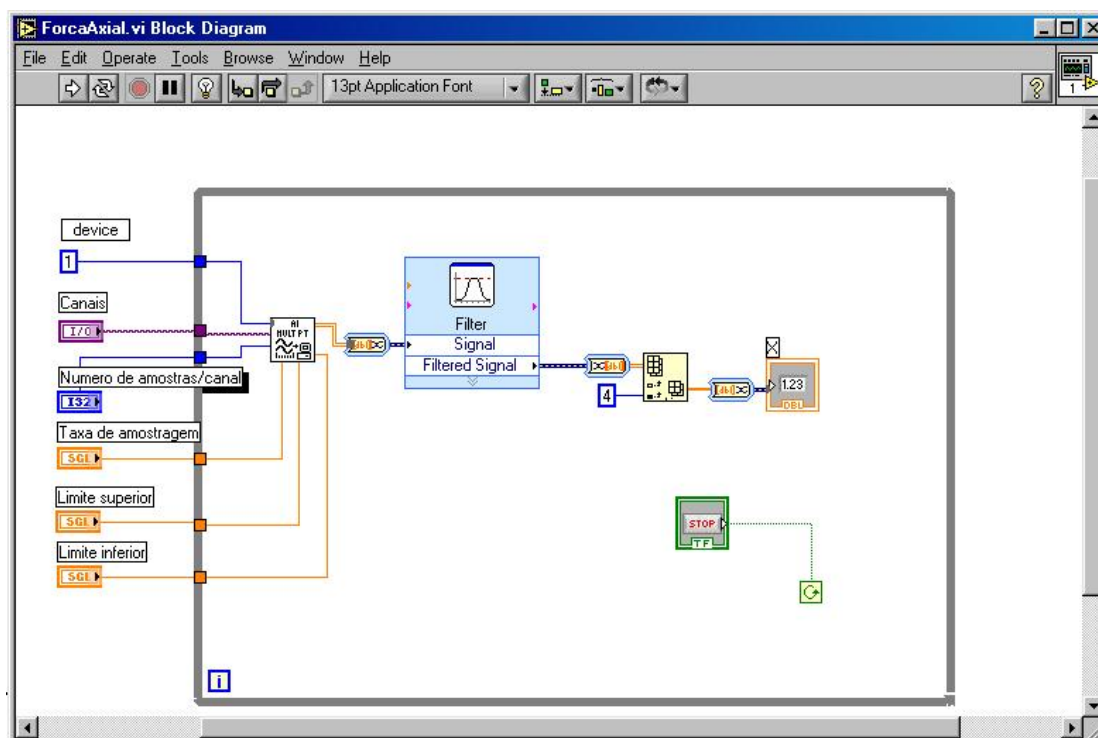 ForcaAxial.vi Block Diagram
File Edit Operate Tools Browse Window Help
13pt Application Font
1
device
1
Canais
I/O
Numero de amostras/canal
I32
Taxa de amostragem
SGL
Limite superior
SGL
Limite inferior
SGL
AI
MULT PT
Filter
Signal
Filtered Signal
4
X
1.23
DBL
STOP
TF
i